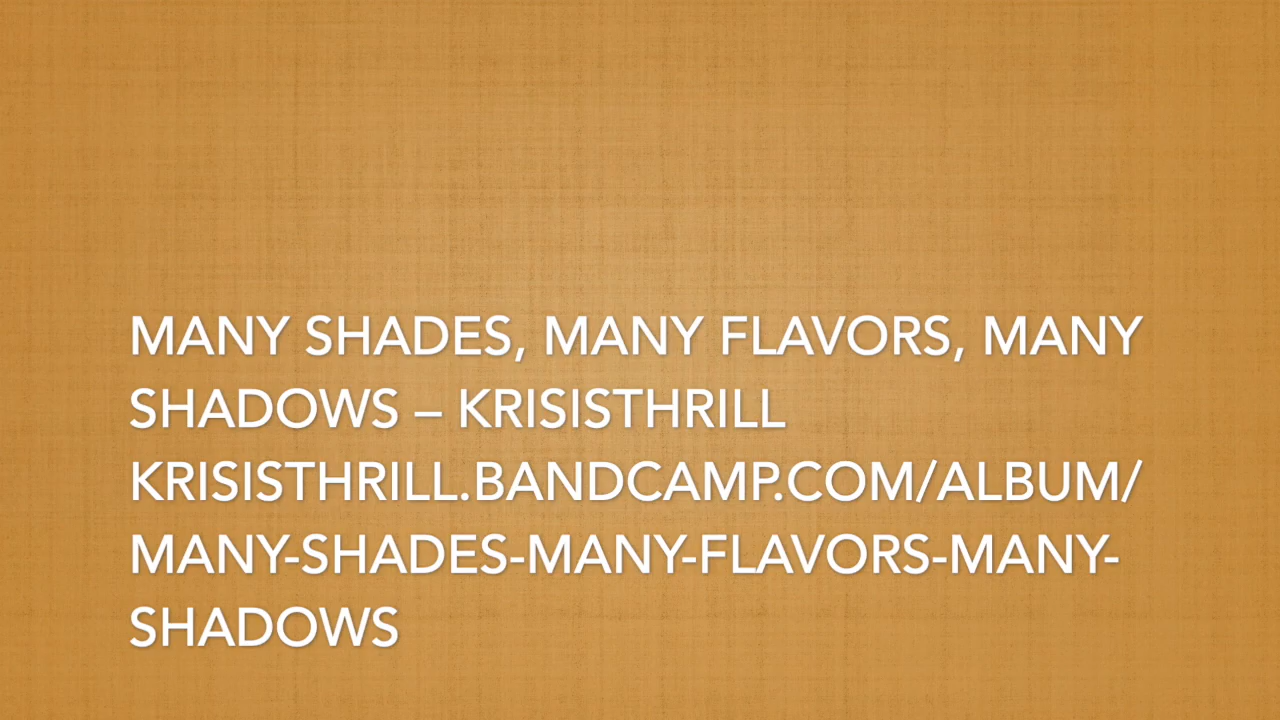 MANY SHADES, MANY FLAVORS, MANY
SHADOWS – KRISISTHRILL
KRISISTHRILL.BANDCAMP.COM/ALBUM/
MANY-SHADES-MANY-FLAVORS-MANY-
SHADOWS